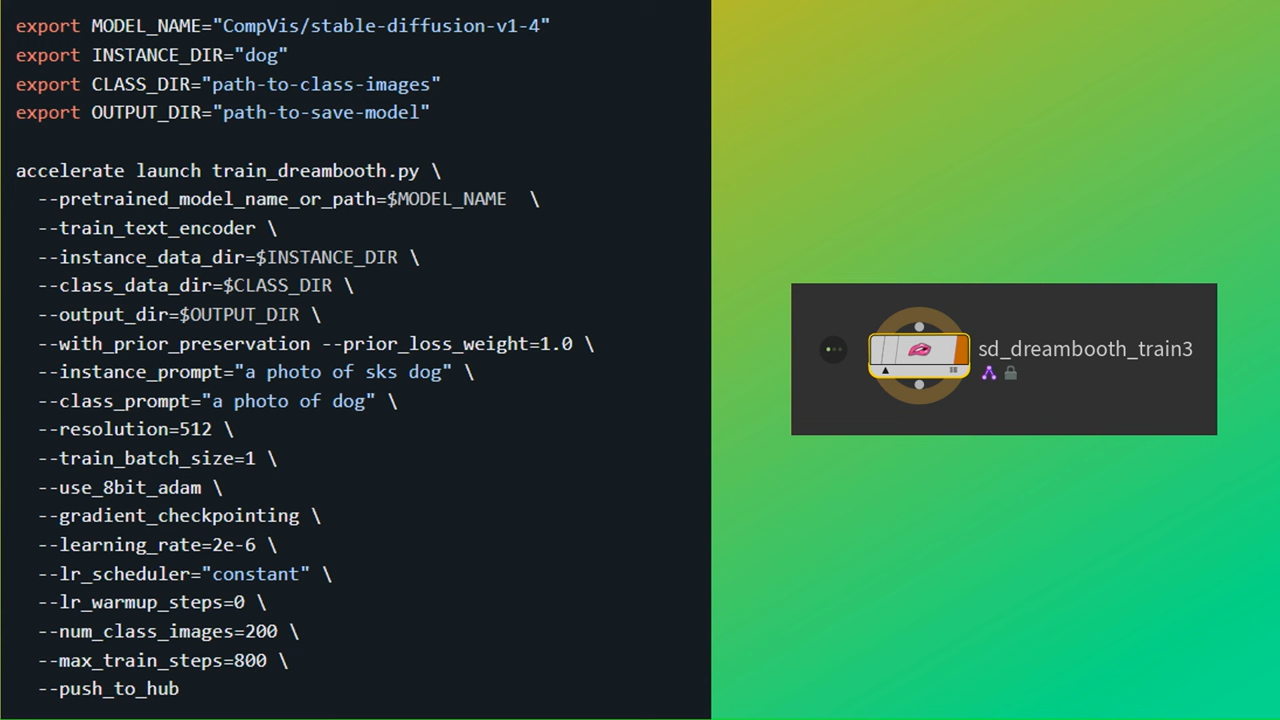 export MODEL_NAME="CompVis/stable-diffusion-v1-4"
export INSTANCE_DIR="dog"
export CLASS_DIR="path-to-class-images"
export OUTPUT_DIR="path-to-save-model"
accelerate launch train_dreambooth.py \
--pretrained_model_name_or_path=$MODEL_NAME  \
--train_text_encoder \
--instance_data_dir=$INSTANCE_DIR \
--class_data_dir=$CLASS_DIR \
--output_dir=$OUTPUT_DIR \
--with_prior_preservation --prior_loss_weight=1.0 \
--instance_prompt="a photo of sks dog" \
--class_prompt="a photo of dog" \
--resolution=512 \
--train_batch_size=1 \
--use_8bit_adam \
--gradient_checkpointing \
--learning_rate=2e-6 \
--lr_scheduler="constant" \
--lr_warmup_steps=0 \
--num_class_images=200 \
--max_train_steps=800 \
--push_to_hub
sd_dreambooth_train3